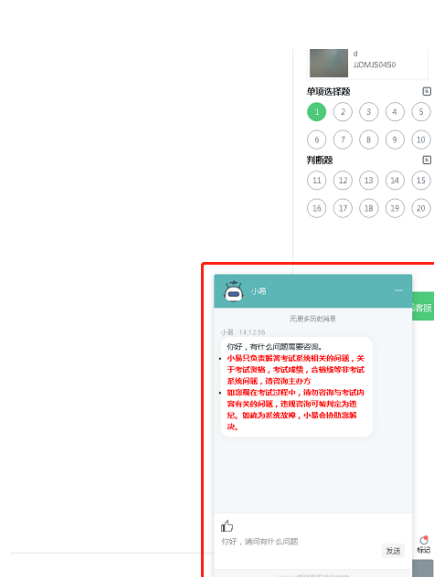 d
JJDMJS0450
单项选择题
1 2 3 4 5
6 7 8 9 10
判断题
11 12 13 14 15
16 17 18 19 20
小易
无更多历史消息
小易 14:12:56
你好，有什么问题需要咨询。
小易只负责解答考试系统相关的问题，关
于考试资格，考试成绩，合格线等非考试
系统问题，请咨询主办方
如您现在考试过程中，请勿咨询与考试内
容有关的问题，违规咨询可被判定为违
纪。如确为系统故障，小易会协助您解
决。
客服
你好，请问有什么问题
发送
标记